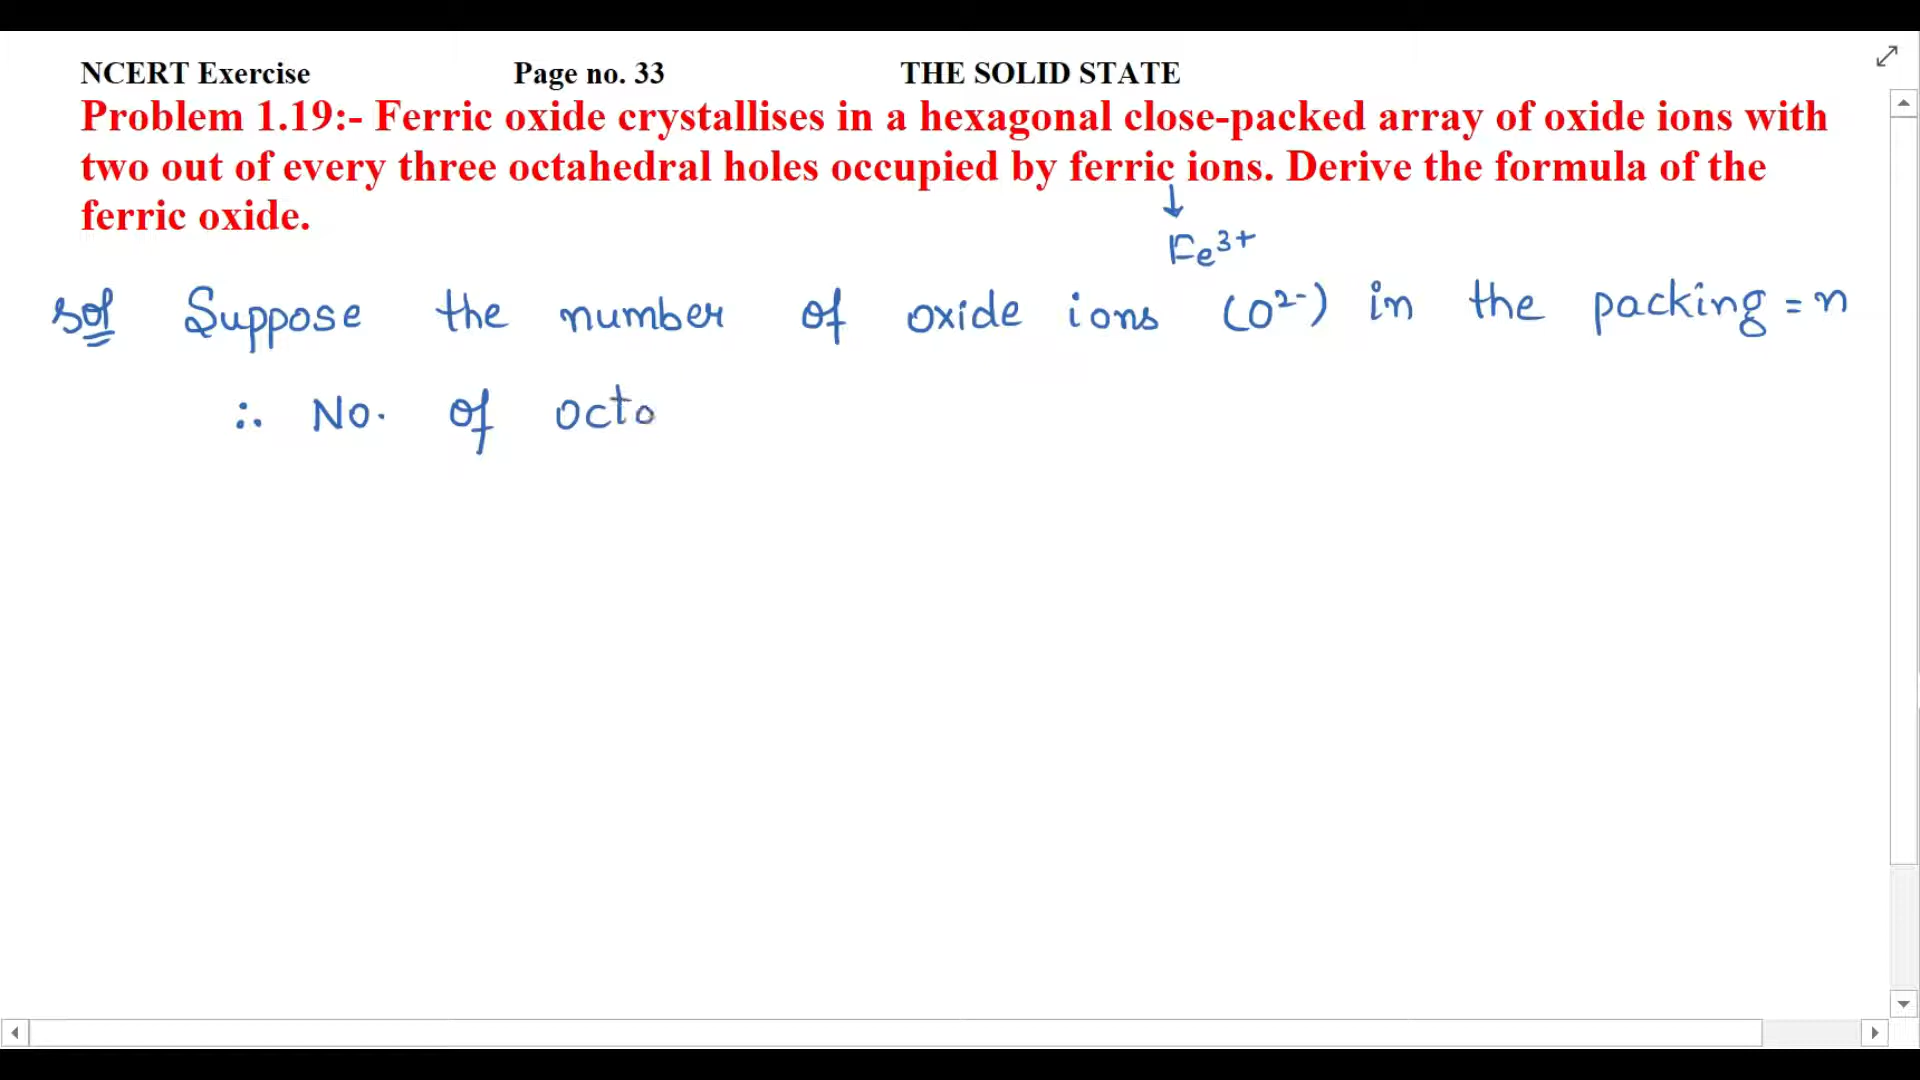 NCERT Exercise Page no. 33 THE SOLID STATE
Problem 1.19:- Ferric oxide crystallises in a hexagonal close-packed array of oxide ions with
two out of every three octahedral holes occupied by ferric ions. Derive the formula of the
ferric oxide.
↓
Fe³⁺
Sol Suppose the number of oxide ions (O²⁻) in the packing = n
∴ No. of octo